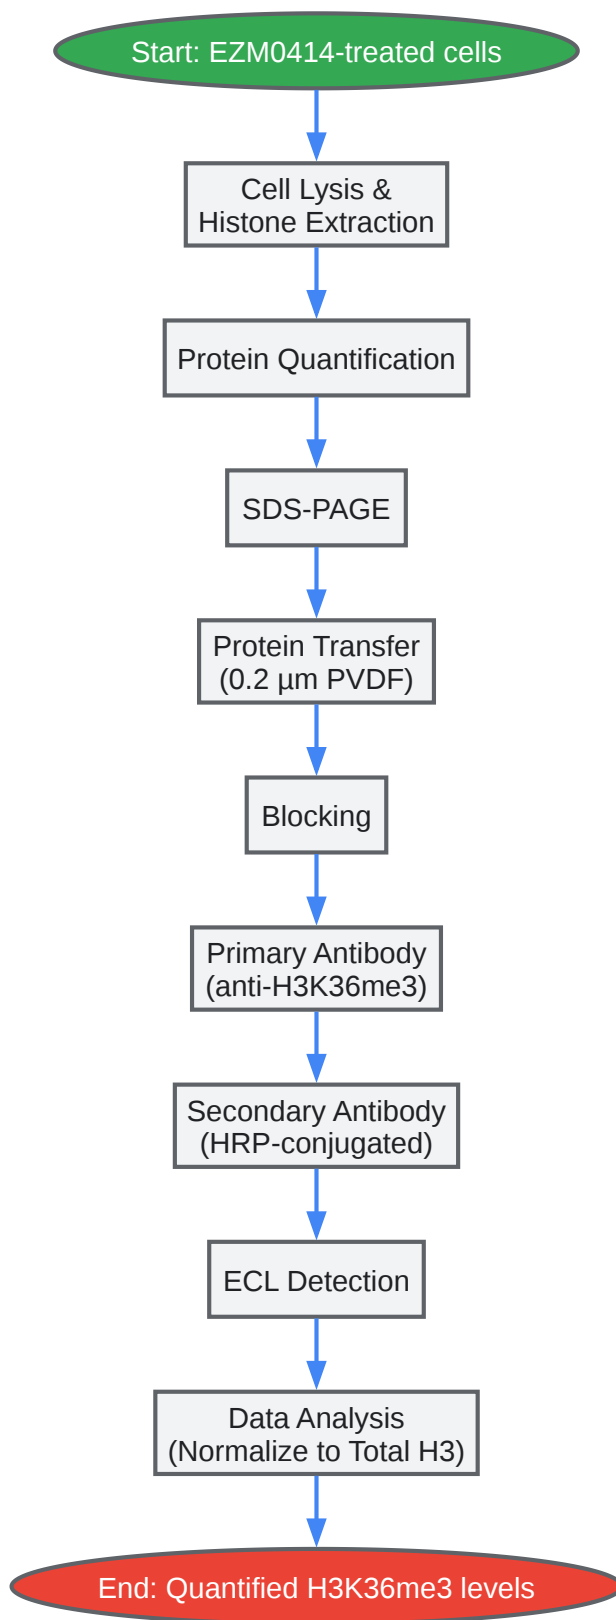 Start: EZM0414-treated cells
Cell Lysis &
Histone Extraction
Protein Quantification
SDS-PAGE
Protein Transfer
(0.2 µm PVDF)
Blocking
Primary Antibody
(anti-H3K36me3)
Secondary Antibody
(HRP-conjugated)
ECL Detection
Data Analysis
(Normalize to Total H3)
End: Quantified H3K36me3 levels